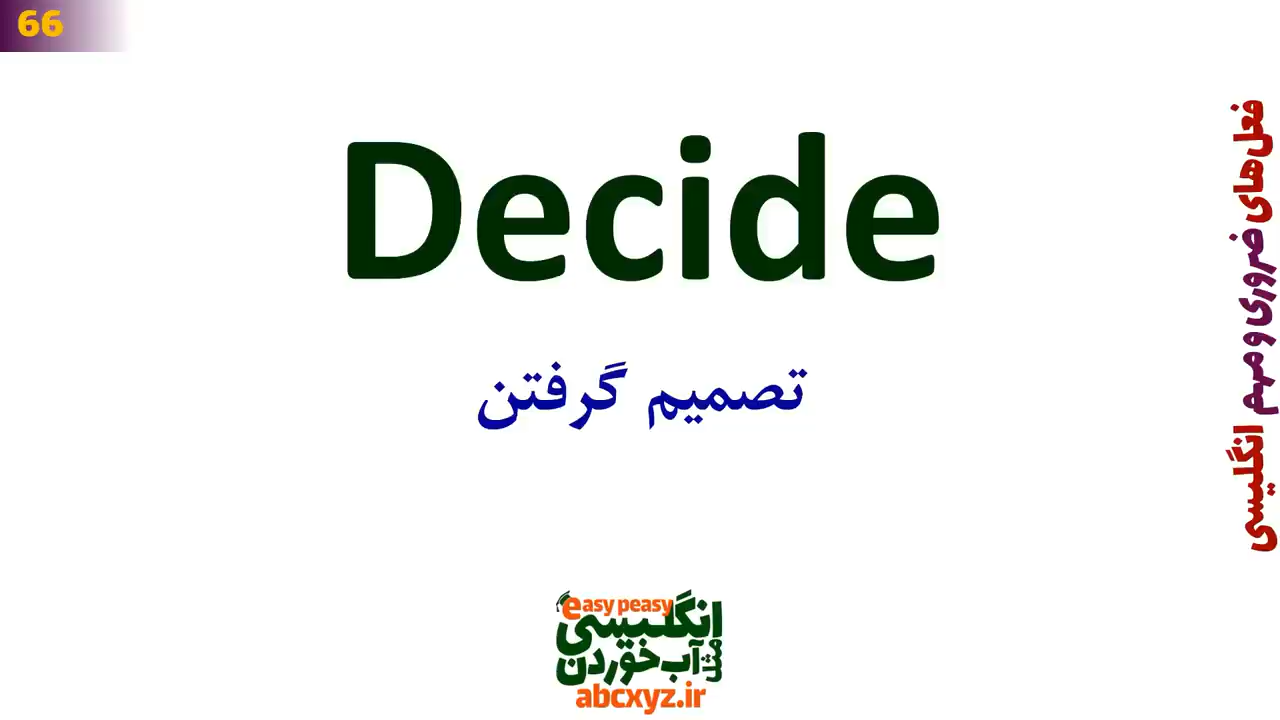 66
Decide
تصمیم گرفتن
فعل‌های ضروری و مهم انگلیسی
easy peasy
انگلیسی
مثل آب خوردن
abcxyz.ir